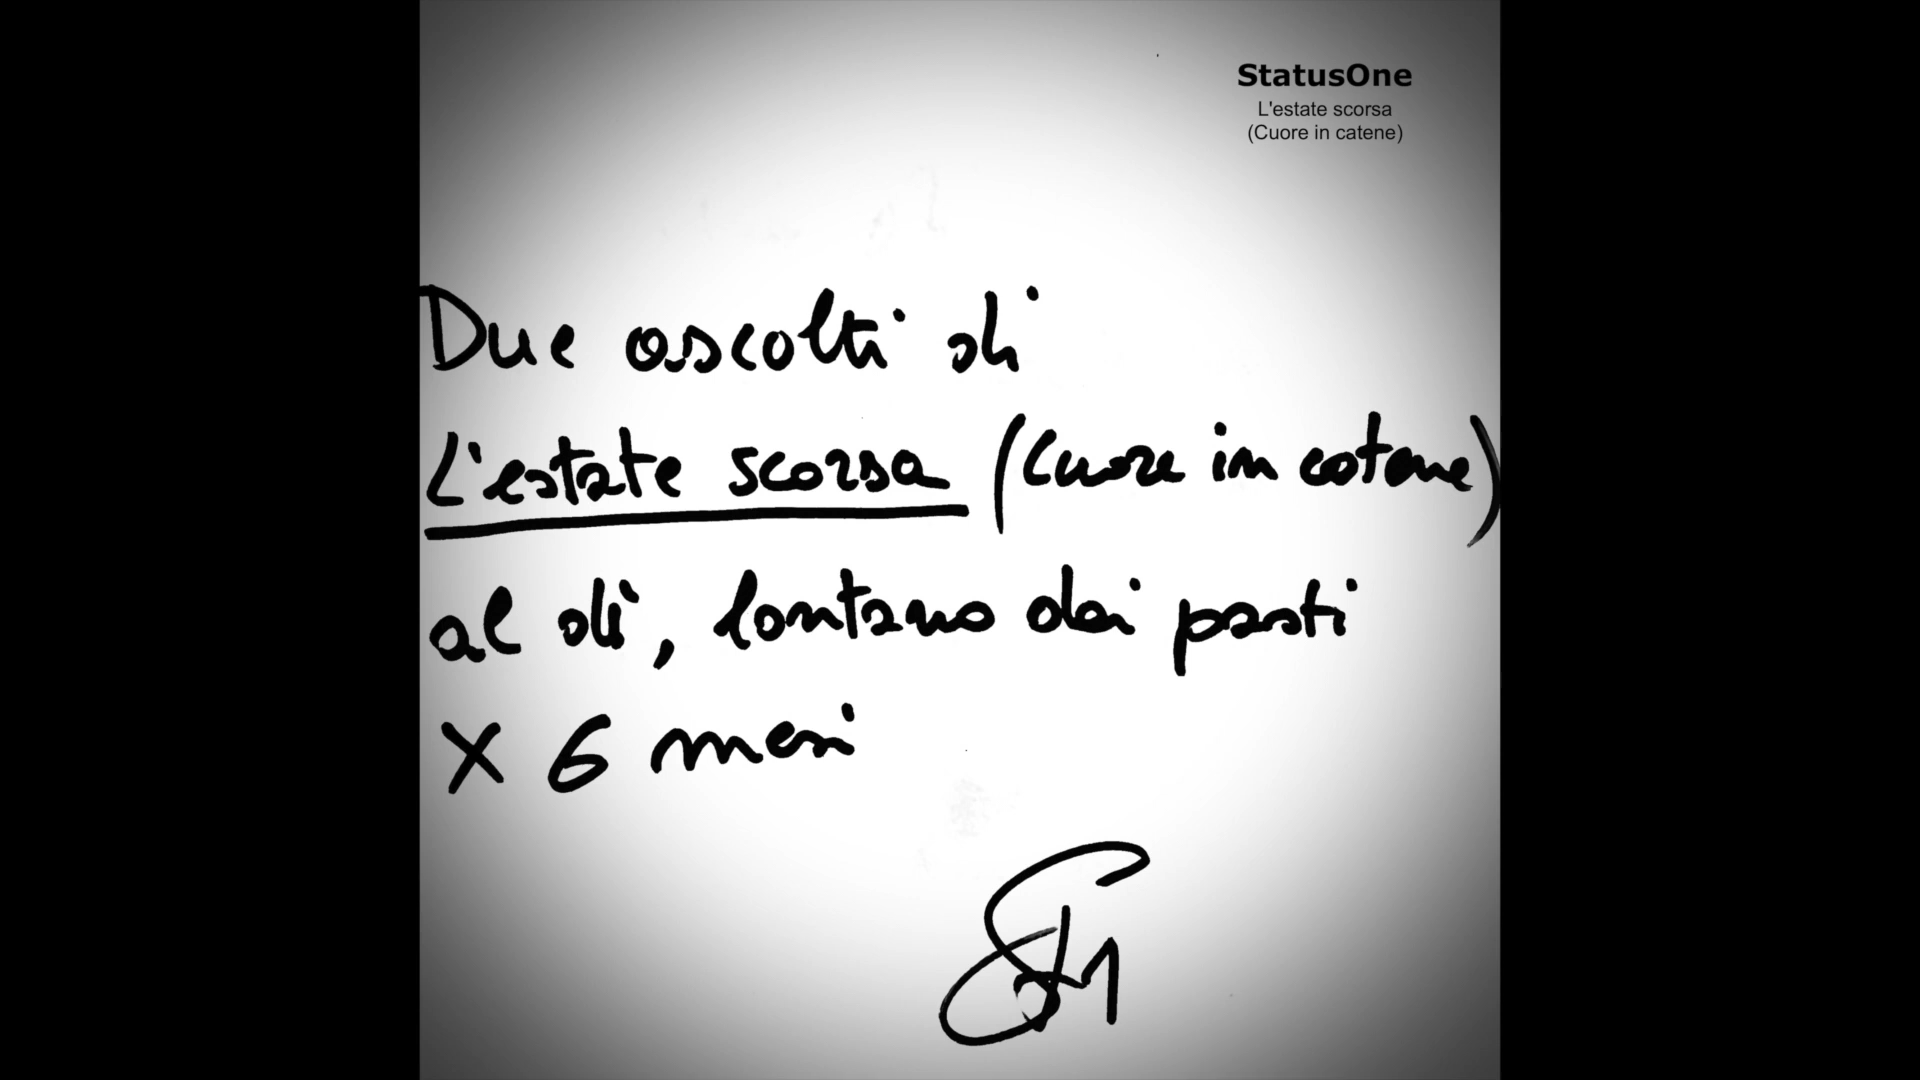 StatusOne
L'estate scorsa
(Cuore in catene)
Due ascolti di
L'estate scorsa (Cuore in catene)
al dì, lontano dai pasti
x 6 mesi